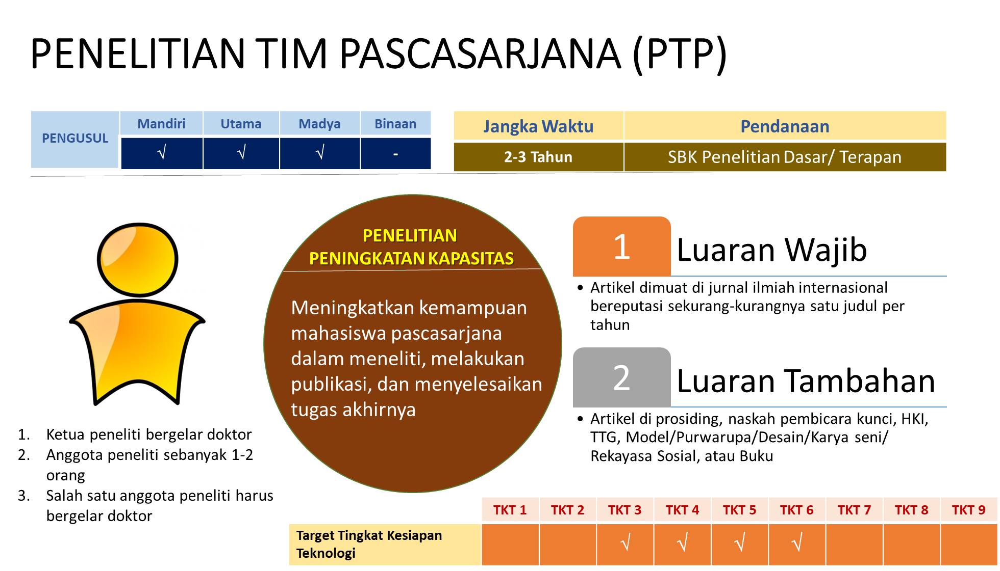 PENELITIAN TIM PASCASARJANA (PTP)
PENGUSUL
Mandiri Utama Madya Binaan
√ √ √ -
Jangka Waktu Pendanaan
2-3 Tahun SBK Penelitian Dasar/ Terapan
1. Ketua peneliti bergelar doktor
2. Anggota peneliti sebanyak 1-2
orang
3. Salah satu anggota peneliti harus
bergelar doktor
PENELITIAN
PENINGKATAN KAPASITAS
Meningkatkan kemampuan
mahasiswa pascasarjana
dalam meneliti, melakukan
publikasi, dan menyelesaikan
tugas akhirnya
1 Luaran Wajib
• Artikel dimuat di jurnal ilmiah internasional
bereputasi sekurang-kurangnya satu judul per
tahun
2 Luaran Tambahan
• Artikel di prosiding, naskah pembicara kunci, HKI,
TTG, Model/Purwarupa/Desain/Karya seni/
Rekayasa Sosial, atau Buku
TKT 1 TKT 2 TKT 3 TKT 4 TKT 5 TKT 6 TKT 7 TKT 8 TKT 9
Target Tingkat Kesiapan
Teknologi
√ √ √ √